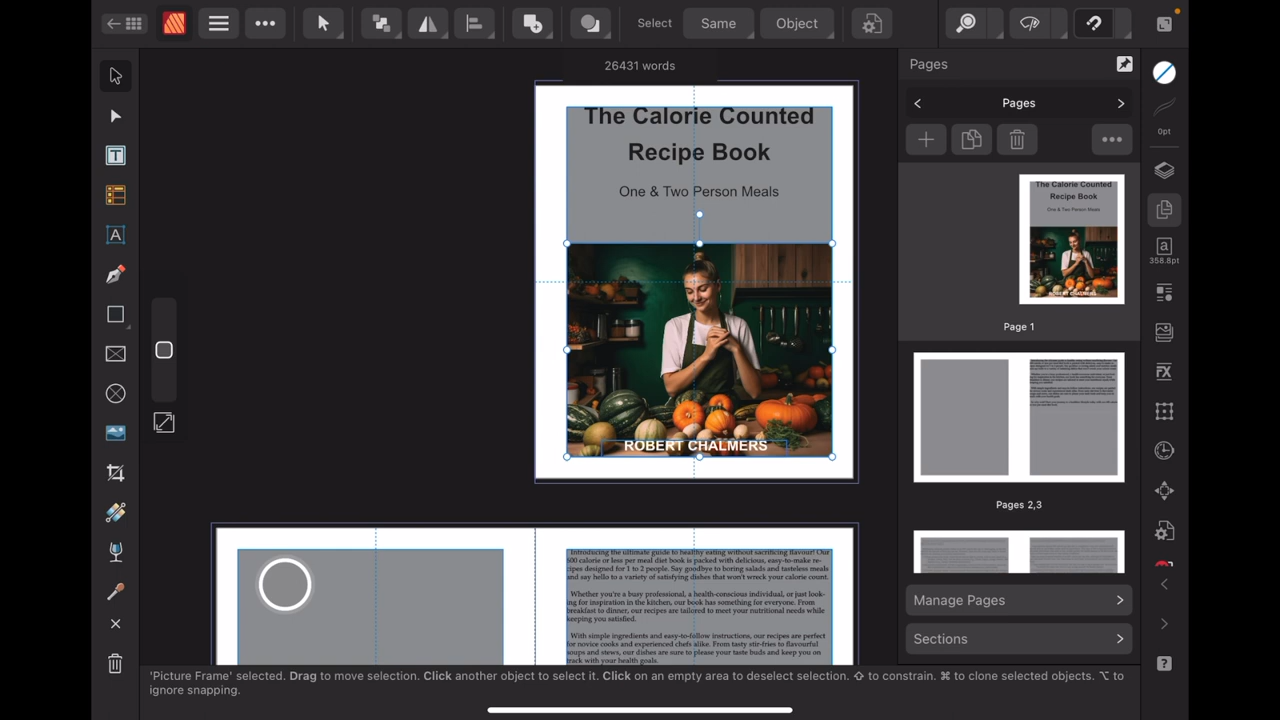 Select
Same
Object
26431 words
Pages
Pages
0pt
The Calorie Counted
Recipe Book
One & Two Person Meals
ROBERT CHALMERS
The Calorie Counted
Recipe Book
One & Two Person Meals
ROBERT CHALMERS
Page 1
358.8pt
Pages 2,3
Introducing the ultimate guide to healthy eating without sacrificing flavour! Our
600 calorie or less per meal diet book is packed with delicious, easy-to-make re-
cipes designed for 1 to 2 people. Say goodbye to boring salads and tasteless meals
and say hello to a variety of satisfying dishes that won't wreck your calorie count.
Whether you're a busy professional, a health-conscious individual, or just look-
ing for inspiration in the kitchen, our book has something for everyone. From
breakfast to dinner, our recipes are tailored to meet your nutritional needs while
keeping you satisfied.
With simple ingredients and easy-to-follow instructions, our recipes are perfect
for novice cooks and experienced chefs alike. From tasty stir-fries to flavourful
soups and stews, our dishes are sure to please your taste buds and keep you on
track with your health goals.
Manage Pages
Sections
'Picture Frame' selected. Drag to move selection. Click another object to select it. Click on an empty area to deselect selection. ⇧ to constrain. ⌘ to clone selected objects. ⌥ to
ignore snapping.